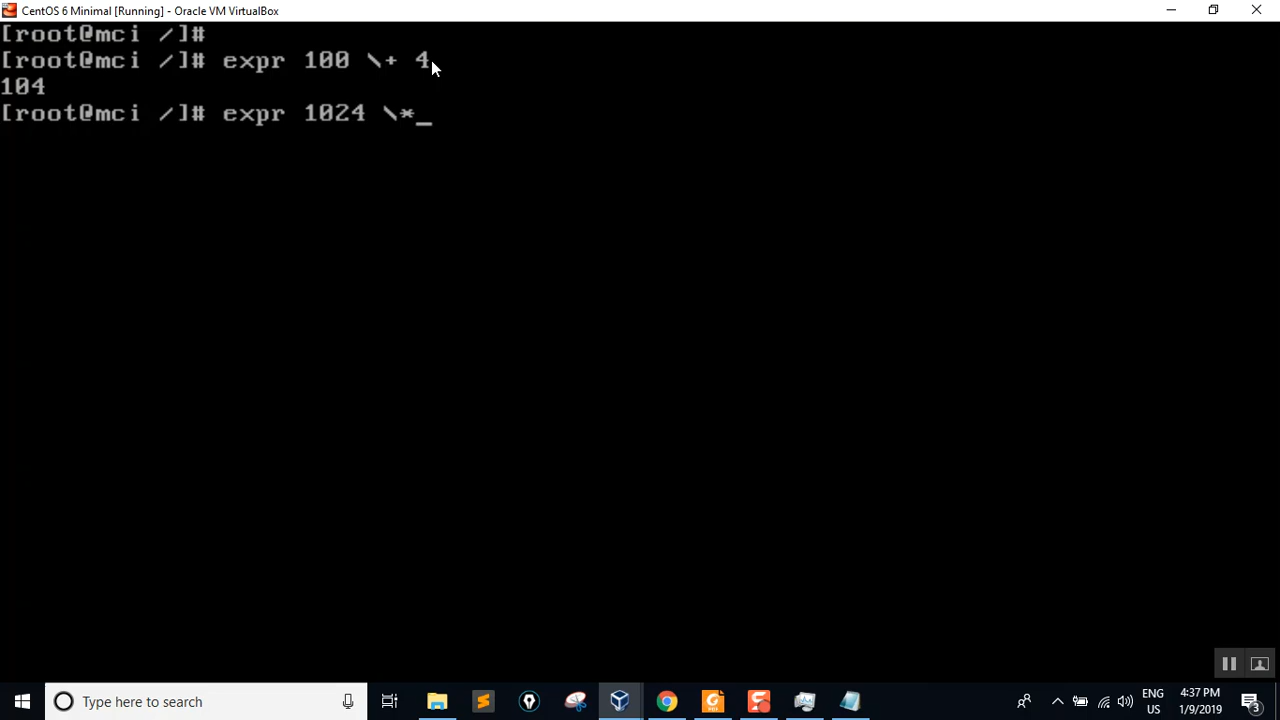 CentOS 6 Minimal [Running] - Oracle VM VirtualBox
[root@mci /]#
[root@mci /]# expr 100 \+ 4
104
[root@mci /]# expr 1024 \*_
Type here to search
ENG
US
4:37 PM
1/9/2019
3